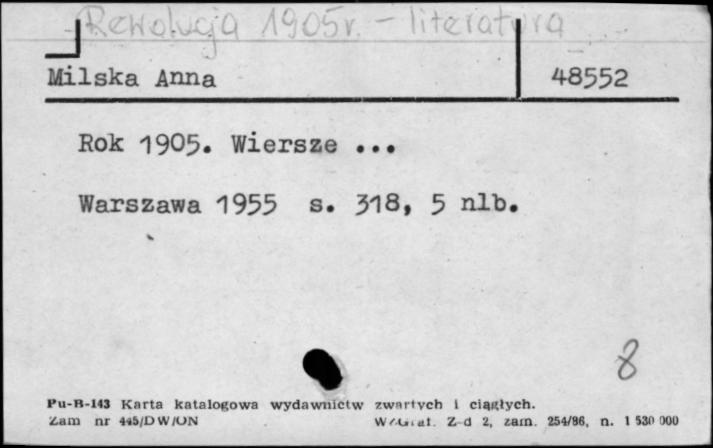 Rewolucja 1905r. - literatura
Milska Anna 48552
Rok 1905. Wiersze ...
Warszawa 1955 s. 318, 5 nlb.
8
Pu-B-143 Karta katalogowa wydawnictw zwartych i ciągłych.
Zam nr 445/DW/ON Z-d 2, zam. 254/86, n. 1 530 000